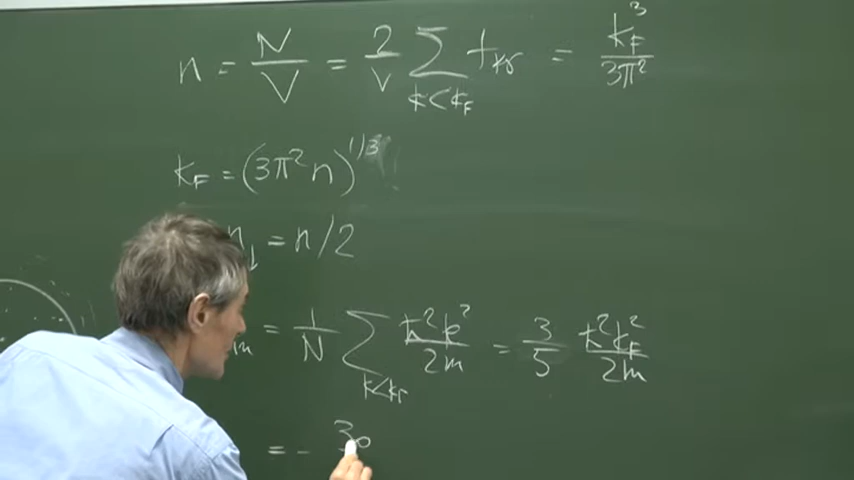 n = N/V = 2/V ∑_{k<k_F} f_{kσ} = k_F^3/3π^2
k_F = (3π^2 n)^{1/3}
n_↓ = n/2
= 1/N ∑_{k<k_F} ħ^2k^2/2m = 3/5 ħ^2k_F^2/2m
= - 3